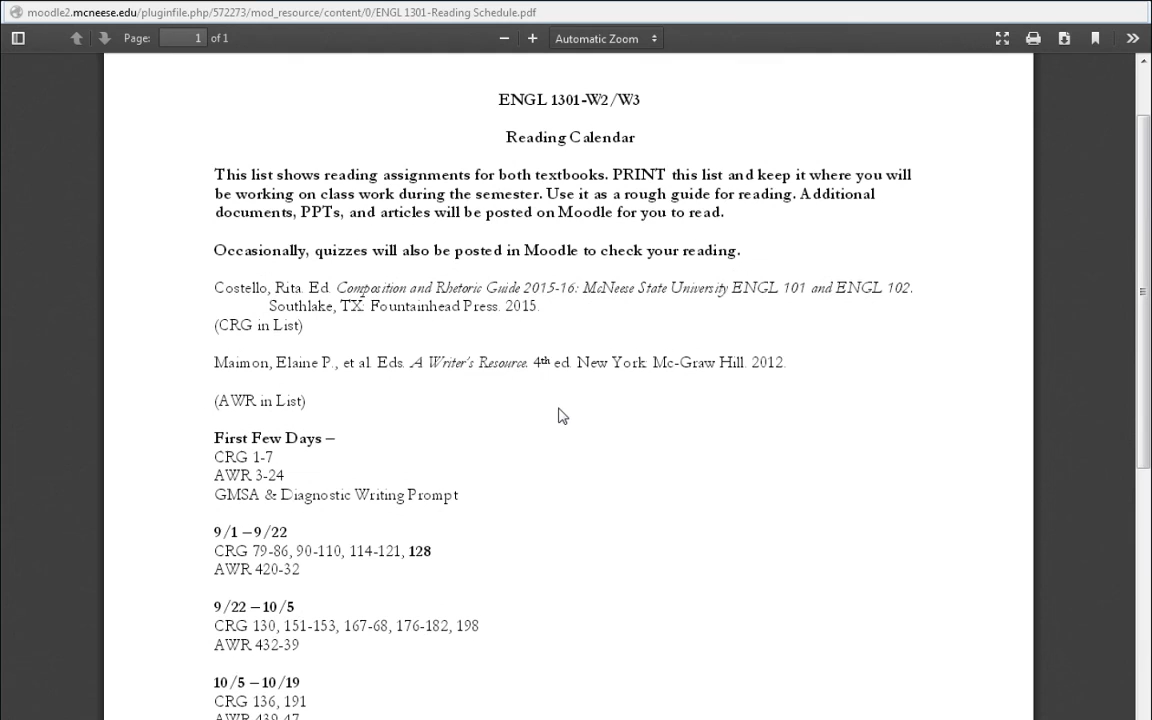 moodle2.mcneese.edu/pluginfile.php/572273/mod_resource/content/0/ENGL 1301-Reading Schedule.pdf
Page: 1 of 1 Automatic Zoom
ENGL 1301-W2/W3
Reading Calendar
This list shows reading assignments for both textbooks. PRINT this list and keep it where you will
be working on class work during the semester. Use it as a rough guide for reading. Additional
documents, PPTs, and articles will be posted on Moodle for you to read.
Occasionally, quizzes will also be posted in Moodle to check your reading.
Costello, Rita. Ed. Composition and Rhetoric Guide 2015-16: McNeese State University ENGL 101 and ENGL 102.
Southlake, TX: Fountainhead Press. 2015.
(CRG in List)
Maimon, Elaine P., et al. Eds. A Writer's Resource. 4th ed. New York: Mc-Graw Hill. 2012.
(AWR in List)
First Few Days –
CRG 1-7
AWR 3-24
GMSA & Diagnostic Writing Prompt
9/1 – 9/22
CRG 79-86, 90-110, 114-121, 128
AWR 420-32
9/22 – 10/5
CRG 130, 151-153, 167-68, 176-182, 198
AWR 432-39
10/5 – 10/19
CRG 136, 191
AWR 439-47